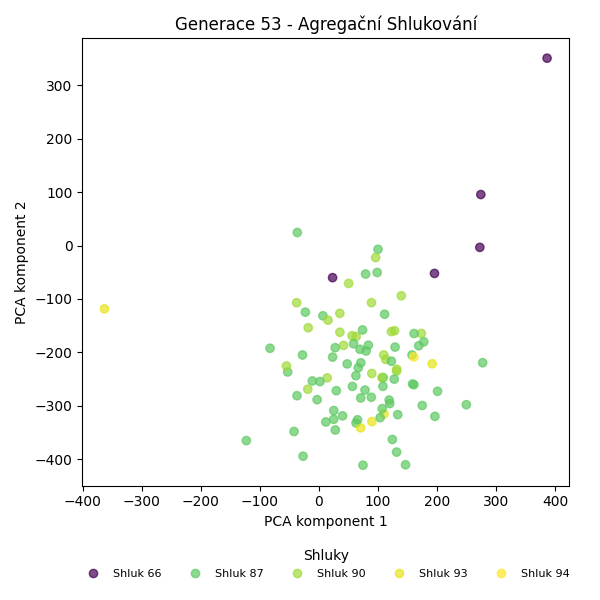 Generace 53 - Agregační Shlukování
PCA komponent 2
300
200
100
0
−100
−200
−300
−400
−400 −300 −200 −100 0 100 200 300 400
PCA komponent 1
Shluky
Shluk 66 Shluk 87 Shluk 90 Shluk 93 Shluk 94